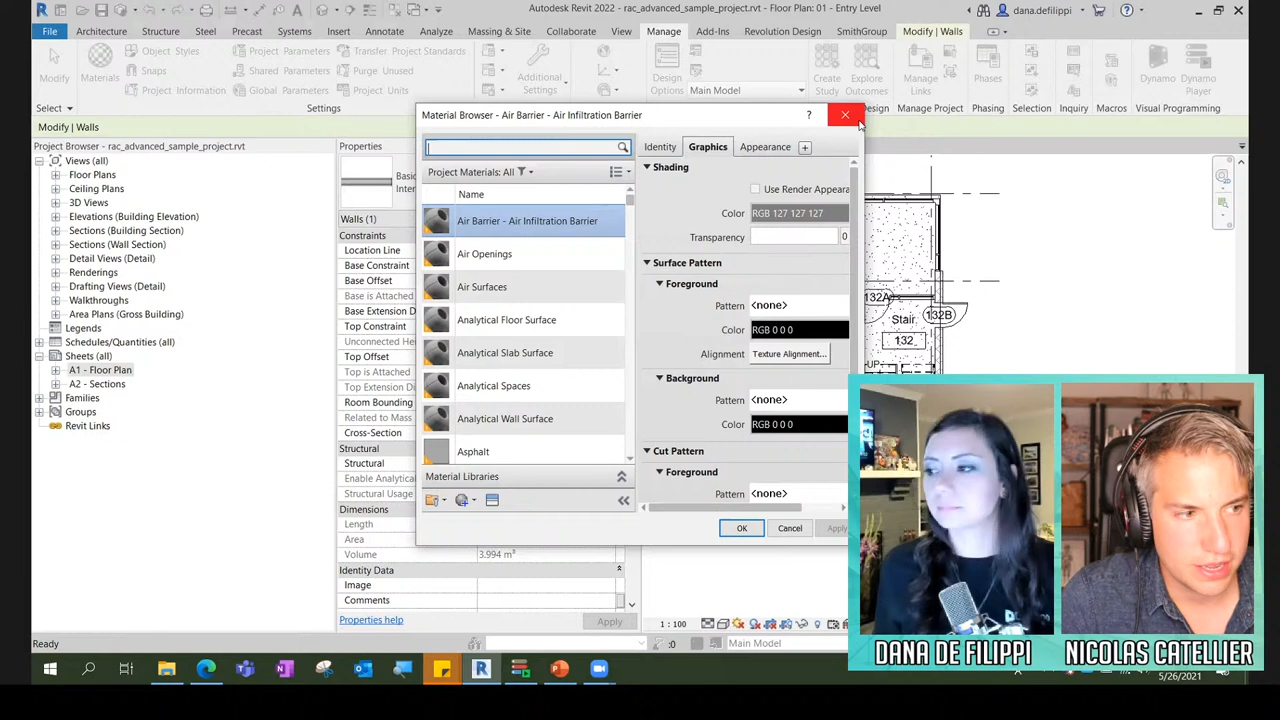 Autodesk Revit 2022 - rac_advanced_sample_project.rvt - Floor Plan: 01 - Entry Level
dana.defilippi
File
Architecture
Structure
Steel
Precast
Systems
Insert
Annotate
Analyze
Massing & Site
Collaborate
View
Manage
Add-Ins
Revolution Design
SmithGroup
Modify | Walls
Modify
Materials
Object Styles
Snaps
Project Information
Project Parameters
Shared Parameters
Project Units
Transfer Project Standards
Purge Unused
Additional
Settings
Design
Options
Main Model
Create
Study
Explore
Outcomes
Manage
Links
Phases
Dynamo
Dynamo
Player
Select
Settings
Design
Manage Project
Phasing
Selection
Inquiry
Macros
Visual Programming
Modify | Walls
Project Browser - rac_advanced_sample_project.rvt
Views (all)
Floor Plans
Ceiling Plans
3D Views
Elevations (Building Elevation)
Sections (Building Section)
Sections (Wall Section)
Detail Views (Detail)
Renderings
Drafting Views (Detail)
Walkthroughs
Area Plans (Gross Building)
Legends
Schedules/Quantities (all)
Sheets (all)
A1 - Floor Plan
A2 - Sections
Families
Groups
Revit Links
Properties
Basic
Walls (1)
Constraints
Location Line
Base Constraint
Base Offset
Base is Attached
Top Constraint
Top Offset
Top is Attached
Room Bounding
Related to Mass
Cross-Section
Structural
Structural
Structural Usage
Dimensions
Length
Area
Volume
3.994 m³
Identity Data
Image
Comments
Properties help
Apply
Material Browser - Air Barrier - Air Infiltration Barrier
?
Project Materials: All
Name
Air Barrier - Air Infiltration Barrier
Air Openings
Air Surfaces
Analytical Floor Surface
Analytical Slab Surface
Analytical Spaces
Analytical Wall Surface
Asphalt
Material Libraries
Identity
Graphics
Appearance
Shading
Use Render Appeara
Color
RGB 127 127 127
Transparency
0
Surface Pattern
Foreground
Pattern
<none>
Color
RGB 0 0 0
Alignment
Texture Alignment...
Background
Pattern
<none>
Color
RGB 0 0 0
Cut Pattern
Foreground
Pattern
<none>
OK
Cancel
Apply
132A
132B
Stair
132
UP
1 : 100
Ready
:0
Main Model
DANA DE FILIPPI
NICOLAS CATELLIER
5/26/2021